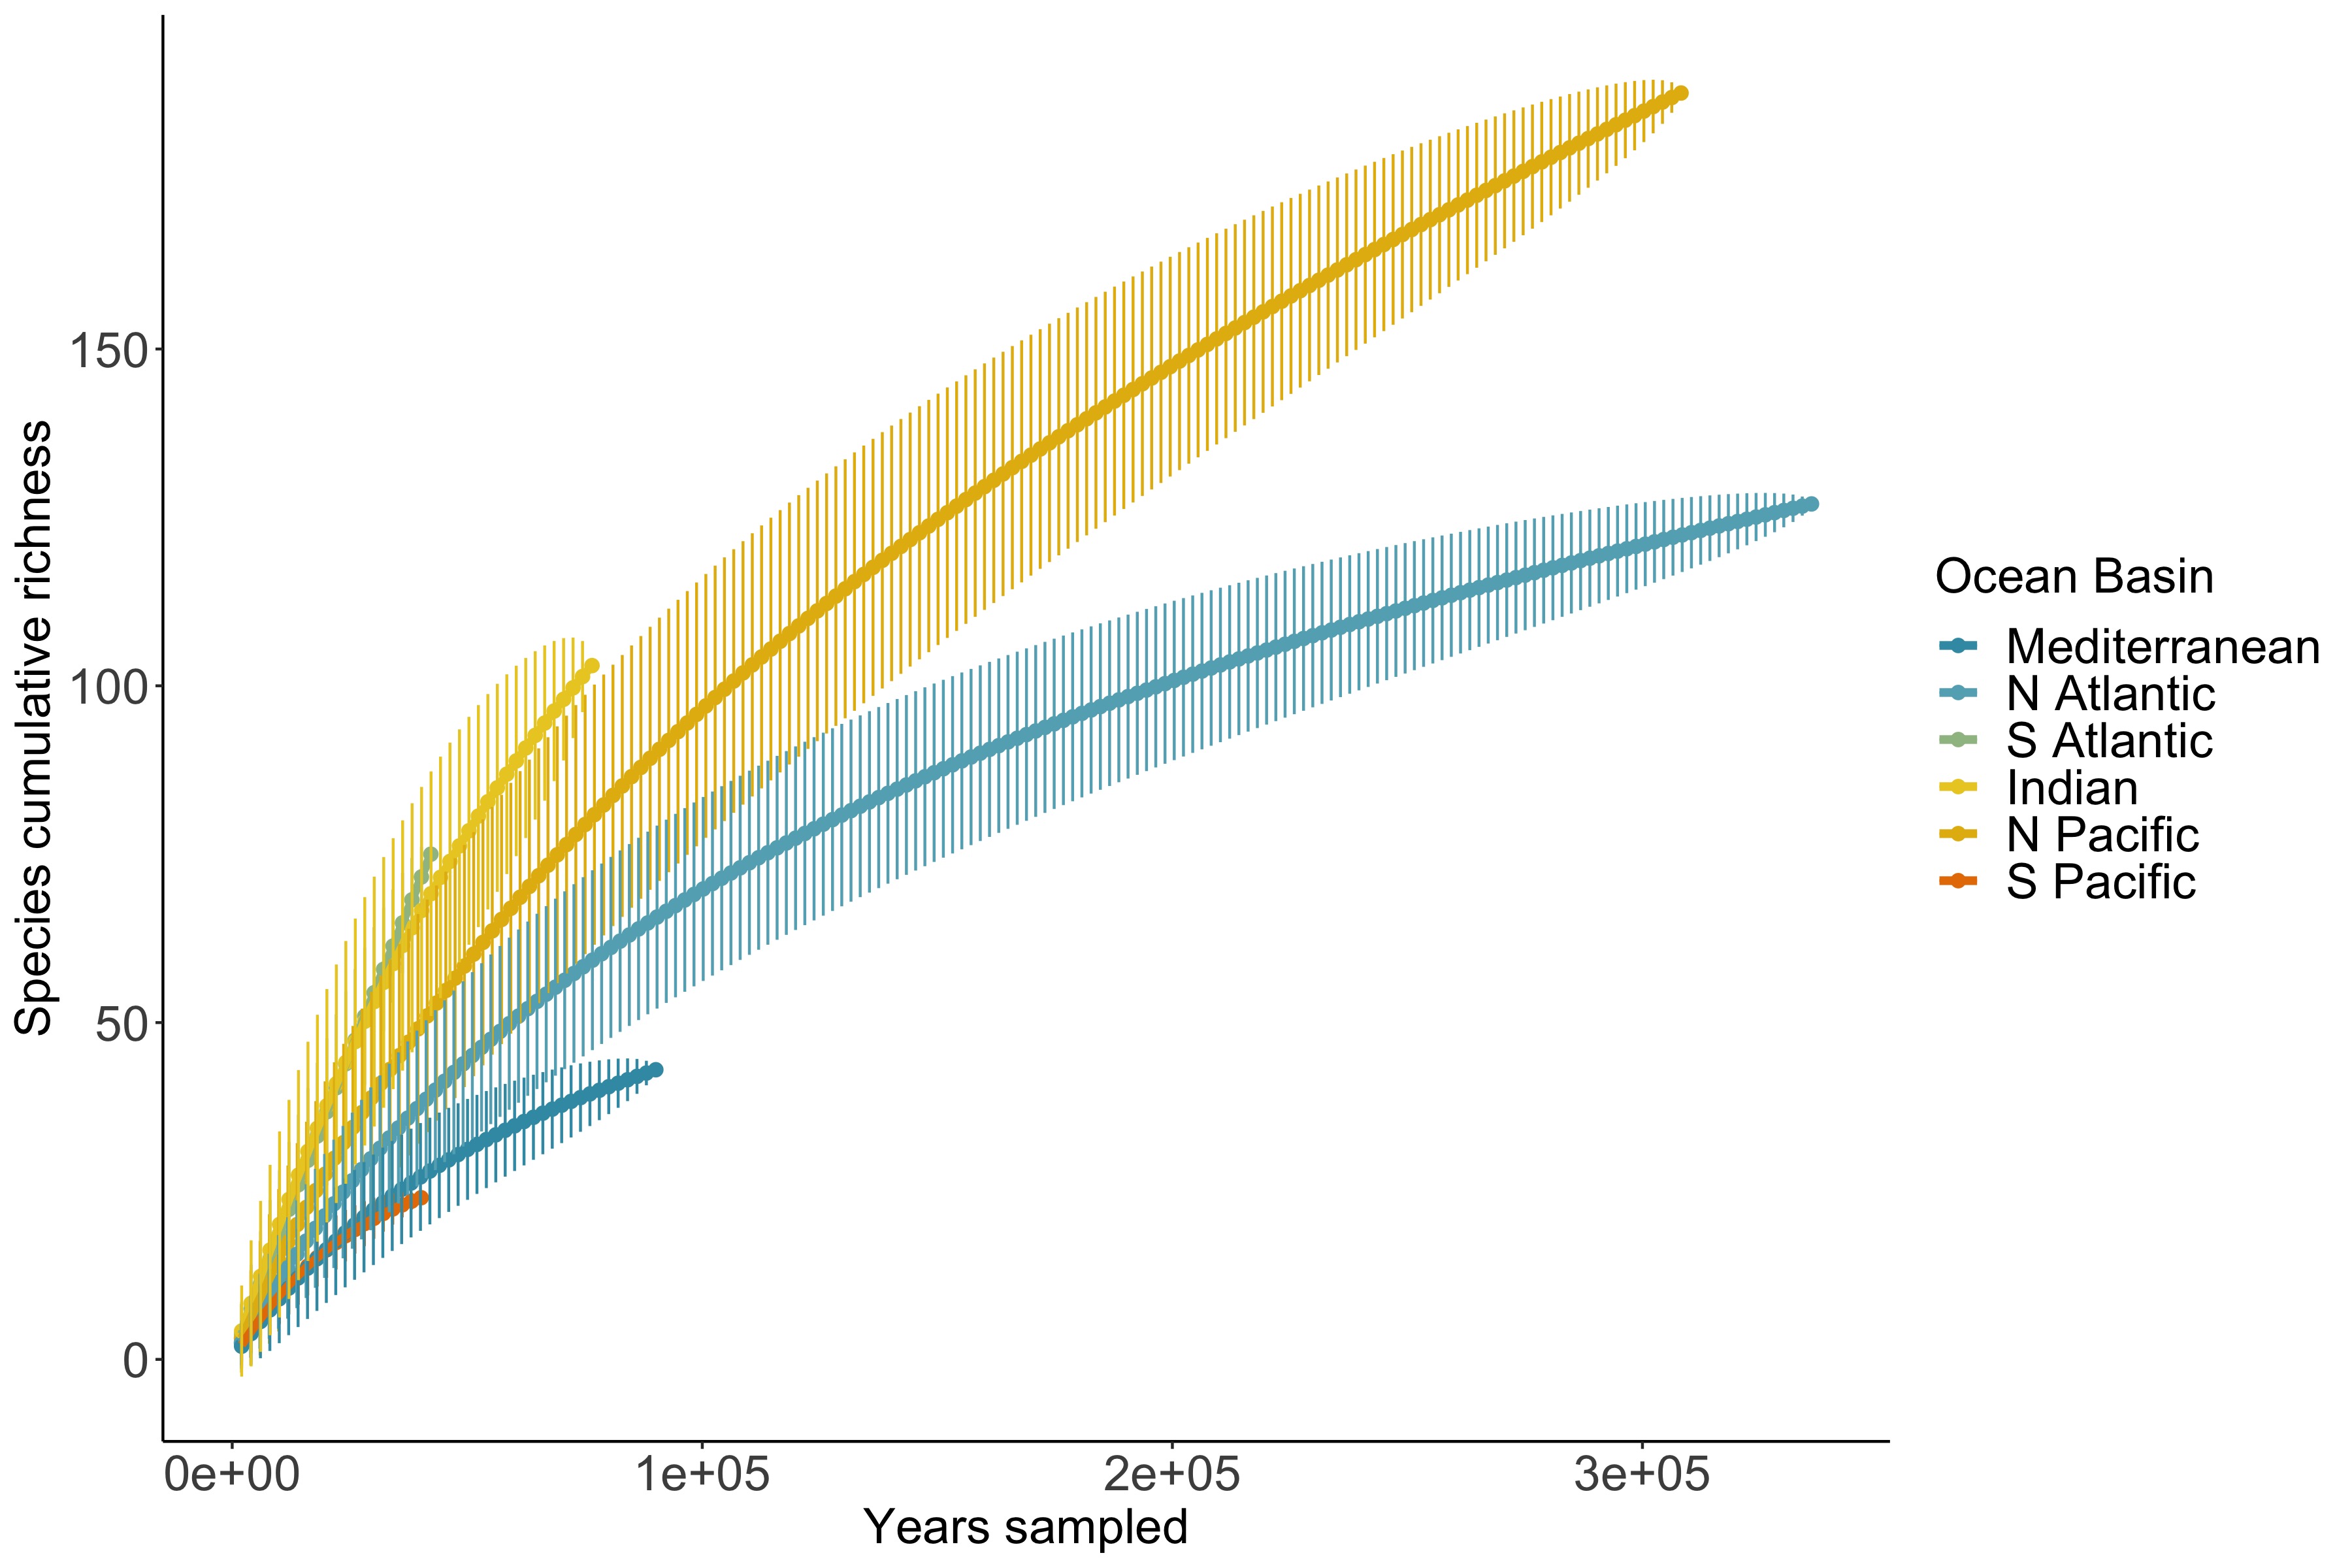 Species cumulative richness
150
100
50
0
0e+00 1e+05 2e+05 3e+05
Years sampled
Ocean Basin
Mediterranean
N Atlantic
S Atlantic
Indian
N Pacific
S Pacific